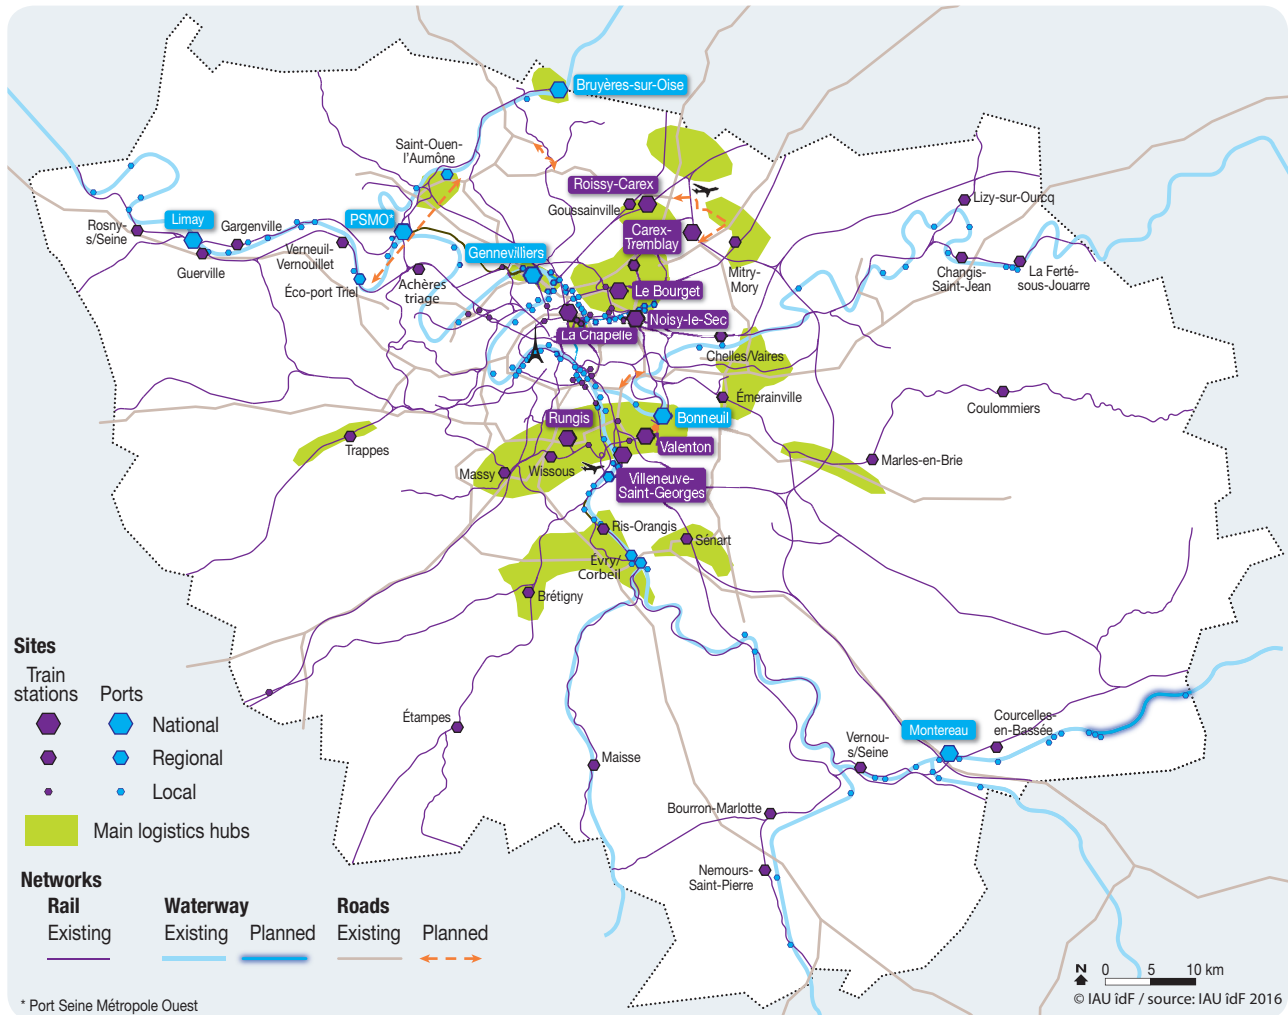 Bruyères-sur-Oise
Saint-Ouen-
l'Aumône
Roissy-Carex
Goussainville
Lizy-sur-Ourcq
Limay
Gargenville
PSMO*
Rosny-
s/Seine
Carex-
Tremblay
Verneuil-
Vernouillet
Gennevilliers
Guerville
Mitry-
Mory
Changis-
Saint-Jean
La Ferté-
sous-Jouarre
Éco-port Triel
Achères
triage
Le Bourget
Noisy-le-Sec
La Chapelle
Chelles/Vaires
Émerainville
Coulommiers
Rungis
Bonneuil
Trappes
Valenton
Marles-en-Brie
Massy
Wissous
Villeneuve-
Saint-Georges
Ris-Orangis
Sénart
Évry/
Corbeil
Brétigny
Sites
Train
stations
Ports
National
Regional
Local
Main logistics hubs
Étampes
Maisse
Vernou-
s/Seine
Montereau
Courcelles-
en-Bassée
Bourron-Marlotte
Nemours-
Saint-Pierre
Networks
Rail
Waterway
Roads
Existing
Existing
Planned
Existing
Planned
* Port Seine Métropole Ouest
N
0 5 10 km
© IAU îdF / source: IAU îdF 2016